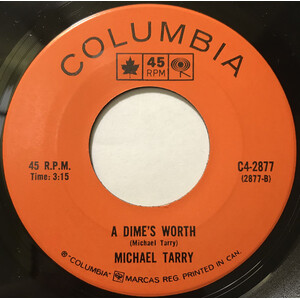 COLUMBIA
45
RPM
45 R.P.M.
Time: 3:15
C4-2877
(2877-B)
A DIME'S WORTH
(Michael Tarry)
MICHAEL TARRY
® "COLUMBIA" MARCAS REG. PRINTED IN CAN.